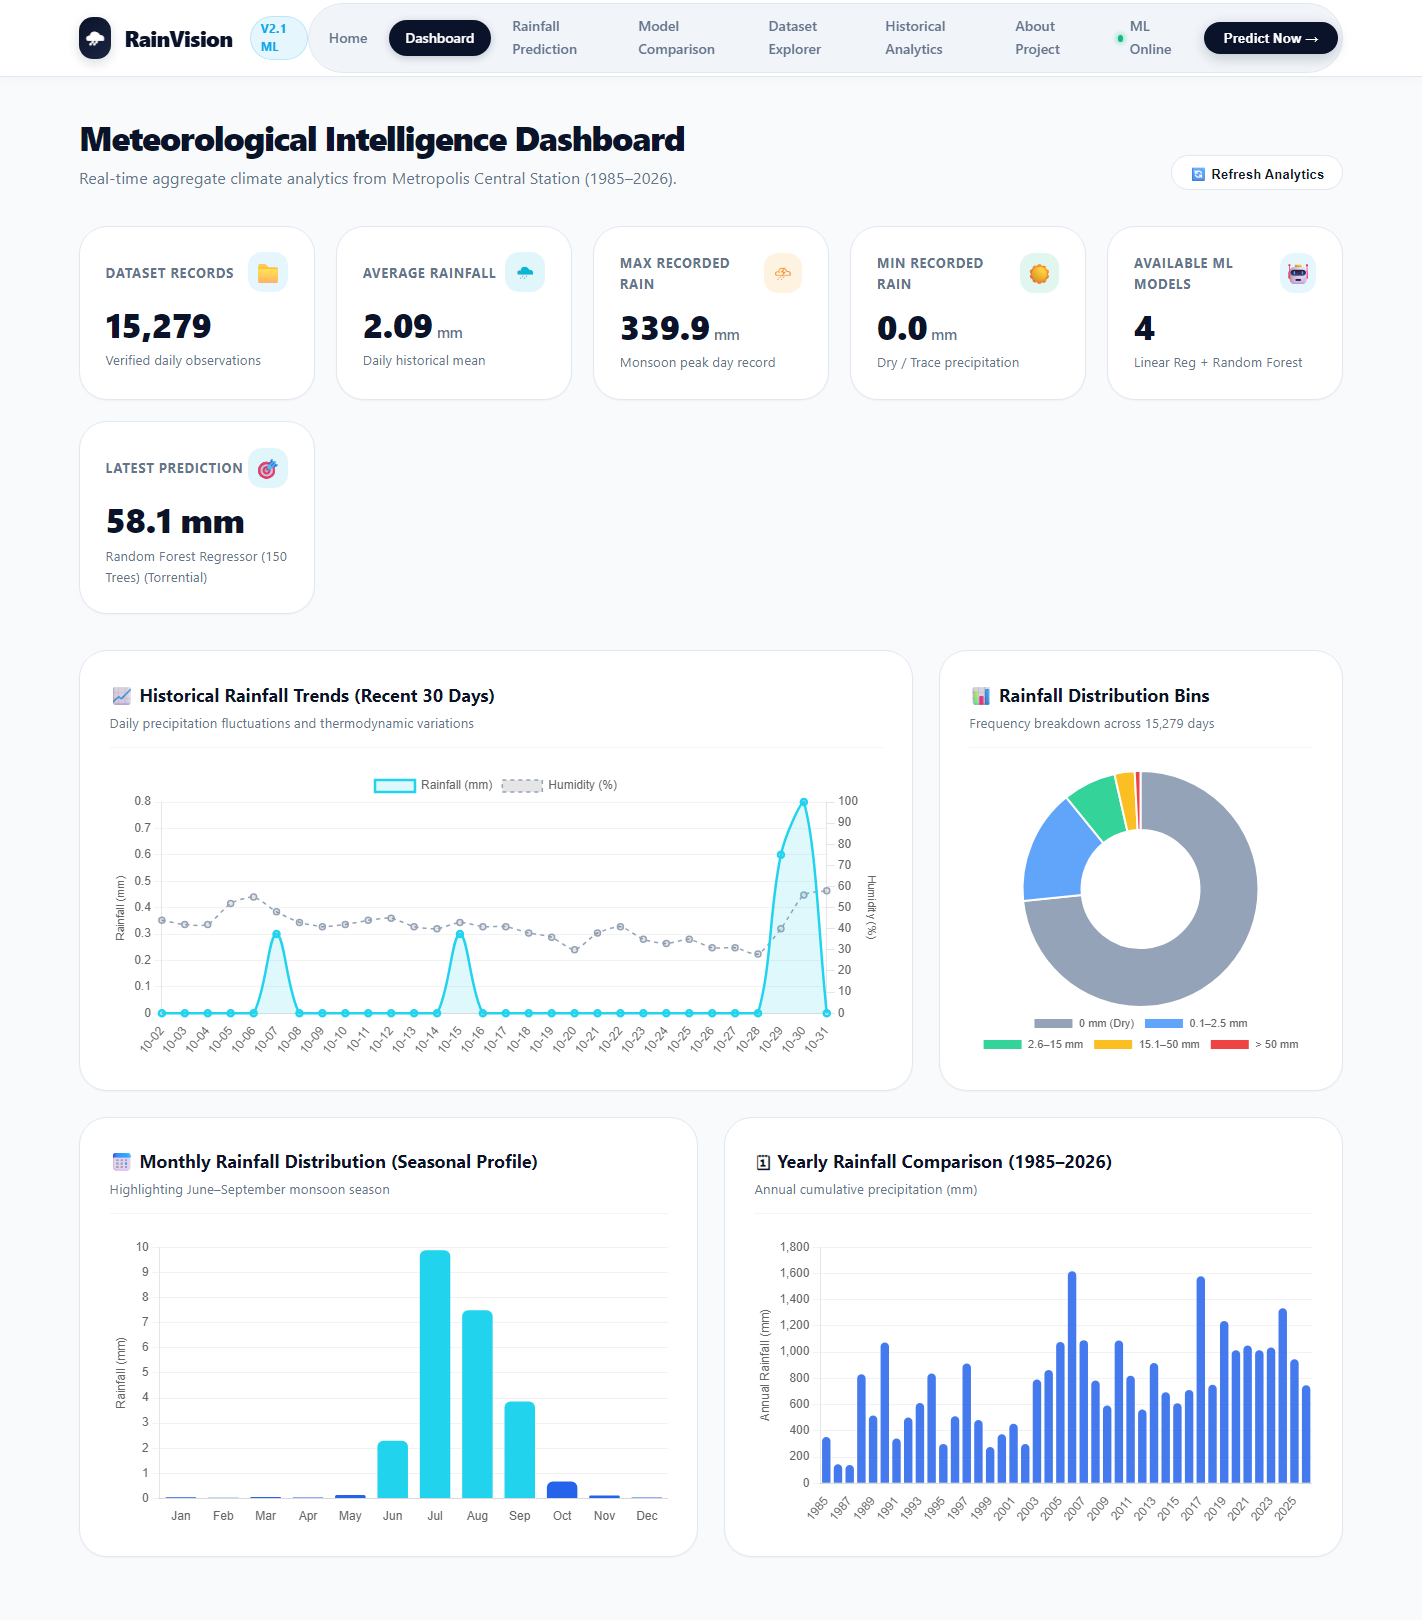 RainVision
V2.1
ML
Home
Dashboard
Rainfall
Prediction
Model
Comparison
Dataset
Explorer
Historical
Analytics
About
Project
ML
Online
Predict Now →
Meteorological Intelligence Dashboard
Real-time aggregate climate analytics from Metropolis Central Station (1985–2026).
Refresh Analytics
DATASET RECORDS
15,279
Verified daily observations
AVERAGE RAINFALL
2.09 mm
Daily historical mean
MAX RECORDED
RAIN
339.9 mm
Monsoon peak day record
MIN RECORDED
RAIN
0.0 mm
Dry / Trace precipitation
AVAILABLE ML
MODELS
4
Linear Reg + Random Forest
LATEST PREDICTION
58.1 mm
Random Forest Regressor (150
Trees) (Torrential)
Historical Rainfall Trends (Recent 30 Days)
Daily precipitation fluctuations and thermodynamic variations
Rainfall (mm)
Humidity (%)
Rainfall (mm)
0.8
0.7
0.6
0.5
0.4
0.3
0.2
0.1
0
100
90
80
70
60
50
40
30
20
10
0
Humidity (%)
10-02
10-03
10-04
10-05
10-06
10-07
10-08
10-09
10-10
10-11
10-12
10-13
10-14
10-15
10-16
10-17
10-18
10-19
10-20
10-21
10-22
10-23
10-24
10-25
10-26
10-27
10-28
10-29
10-30
10-31
Rainfall Distribution Bins
Frequency breakdown across 15,279 days
0 mm (Dry)
0.1–2.5 mm
2.6–15 mm
15.1–50 mm
> 50 mm
Monthly Rainfall Distribution (Seasonal Profile)
Highlighting June–September monsoon season
Rainfall (mm)
10
9
8
7
6
5
4
3
2
1
0
Jan
Feb
Mar
Apr
May
Jun
Jul
Aug
Sep
Oct
Nov
Dec
Yearly Rainfall Comparison (1985–2026)
Annual cumulative precipitation (mm)
Annual Rainfall (mm)
1,800
1,600
1,400
1,200
1,000
800
600
400
200
0
1985
1987
1989
1991
1993
1995
1997
1999
2001
2003
2005
2007
2009
2011
2013
2015
2017
2019
2021
2023
2025